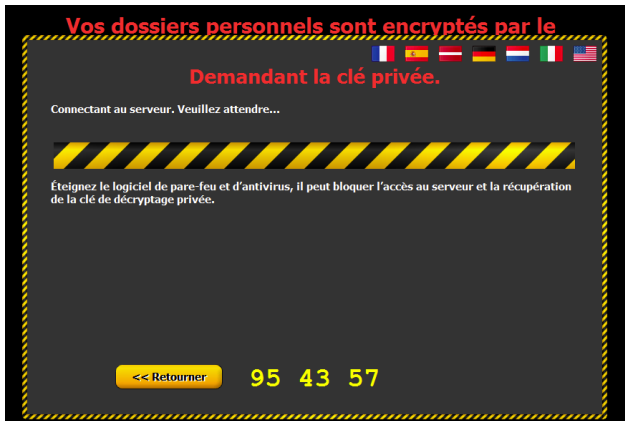 Vos dossiers personnels sont encryptés par le
Demandant la clé privée.
Connectant au serveur. Veuillez attendre...
Éteignez le logiciel de pare-feu et d'antivirus, il peut bloquer l'accès au serveur et la récupération
de la clé de décryptage privée.
<< Retourner
95 43 57